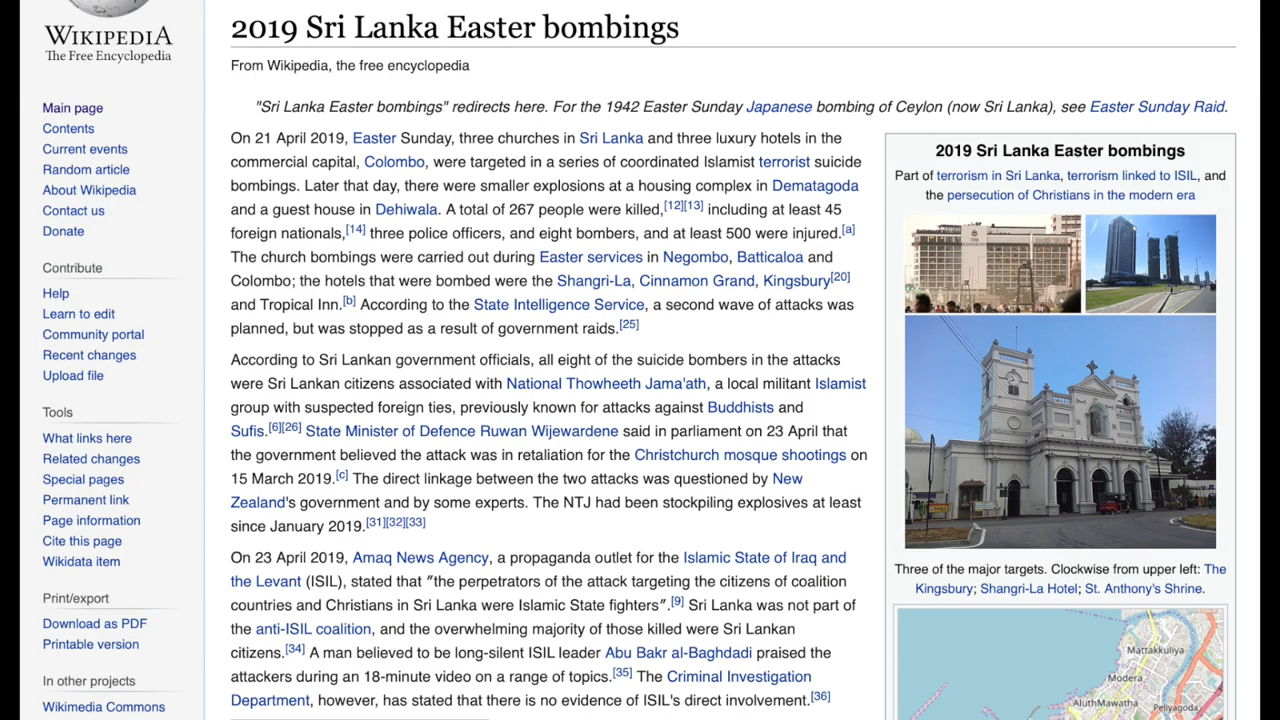 WIKIPEDIA
The Free Encyclopedia
Main page
Contents
Current events
Random article
About Wikipedia
Contact us
Donate
Contribute
Help
Learn to edit
Community portal
Recent changes
Upload file
Tools
What links here
Related changes
Special pages
Permanent link
Page information
Cite this page
Wikidata item
Print/export
Download as PDF
Printable version
In other projects
Wikimedia Commons
2019 Sri Lanka Easter bombings
From Wikipedia, the free encyclopedia
"Sri Lanka Easter bombings" redirects here. For the 1942 Easter Sunday Japanese bombing of Ceylon (now Sri Lanka), see Easter Sunday Raid.
On 21 April 2019, Easter Sunday, three churches in Sri Lanka and three luxury hotels in the
commercial capital, Colombo, were targeted in a series of coordinated Islamist terrorist suicide
bombings. Later that day, there were smaller explosions at a housing complex in Dematagoda
and a guest house in Dehiwala. A total of 267 people were killed,[12][13] including at least 45
foreign nationals,[14] three police officers, and eight bombers, and at least 500 were injured.[a]
The church bombings were carried out during Easter services in Negombo, Batticaloa and
Colombo; the hotels that were bombed were the Shangri-La, Cinnamon Grand, Kingsbury[20]
and Tropical Inn.[b] According to the State Intelligence Service, a second wave of attacks was
planned, but was stopped as a result of government raids.[25]
According to Sri Lankan government officials, all eight of the suicide bombers in the attacks
were Sri Lankan citizens associated with National Thowheeth Jama'ath, a local militant Islamist
group with suspected foreign ties, previously known for attacks against Buddhists and
Sufis.[6][26] State Minister of Defence Ruwan Wijewardene said in parliament on 23 April that
the government believed the attack was in retaliation for the Christchurch mosque shootings on
15 March 2019.[c] The direct linkage between the two attacks was questioned by New
Zealand's government and by some experts. The NTJ had been stockpiling explosives at least
since January 2019.[31][32][33]
On 23 April 2019, Amaq News Agency, a propaganda outlet for the Islamic State of Iraq and
the Levant (ISIL), stated that "the perpetrators of the attack targeting the citizens of coalition
countries and Christians in Sri Lanka were Islamic State fighters".[9] Sri Lanka was not part of
the anti-ISIL coalition, and the overwhelming majority of those killed were Sri Lankan
citizens.[34] A man believed to be long-silent ISIL leader Abu Bakr al-Baghdadi praised the
attackers during an 18-minute video on a range of topics.[35] The Criminal Investigation
Department, however, has stated that there is no evidence of ISIL's direct involvement.[36]
2019 Sri Lanka Easter bombings
Part of terrorism in Sri Lanka, terrorism linked to ISIL, and
the persecution of Christians in the modern era
Three of the major targets. Clockwise from upper left: The
Kingsbury; Shangri-La Hotel; St. Anthony's Shrine.
Mattakkuliya
Modera
AluthMawatha
Peliyagoda